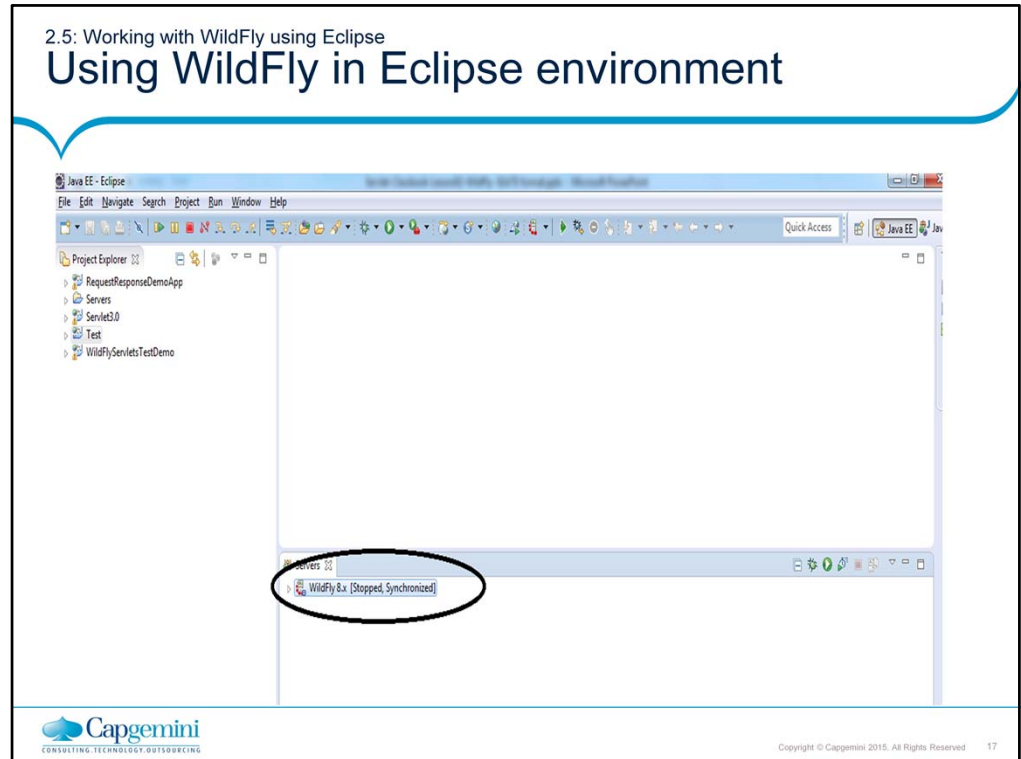 2.5: Working with WildFly using Eclipse
Using WildFly in Eclipse environment
Java EE - Eclipse
File Edit Navigate Search Project Run Window Help
Quick Access
Java EE
Jav
Project Explorer
RequestResponseDemoApp
Servers
Servlet3.0
Test
WildFlyServletsTestDemo
Servers
WildFly 8.x [Stopped, Synchronized]
Capgemini
CONSULTING.TECHNOLOGY.OUTSOURCING
Copyright © Capgemini 2015. All Rights Reserved 17